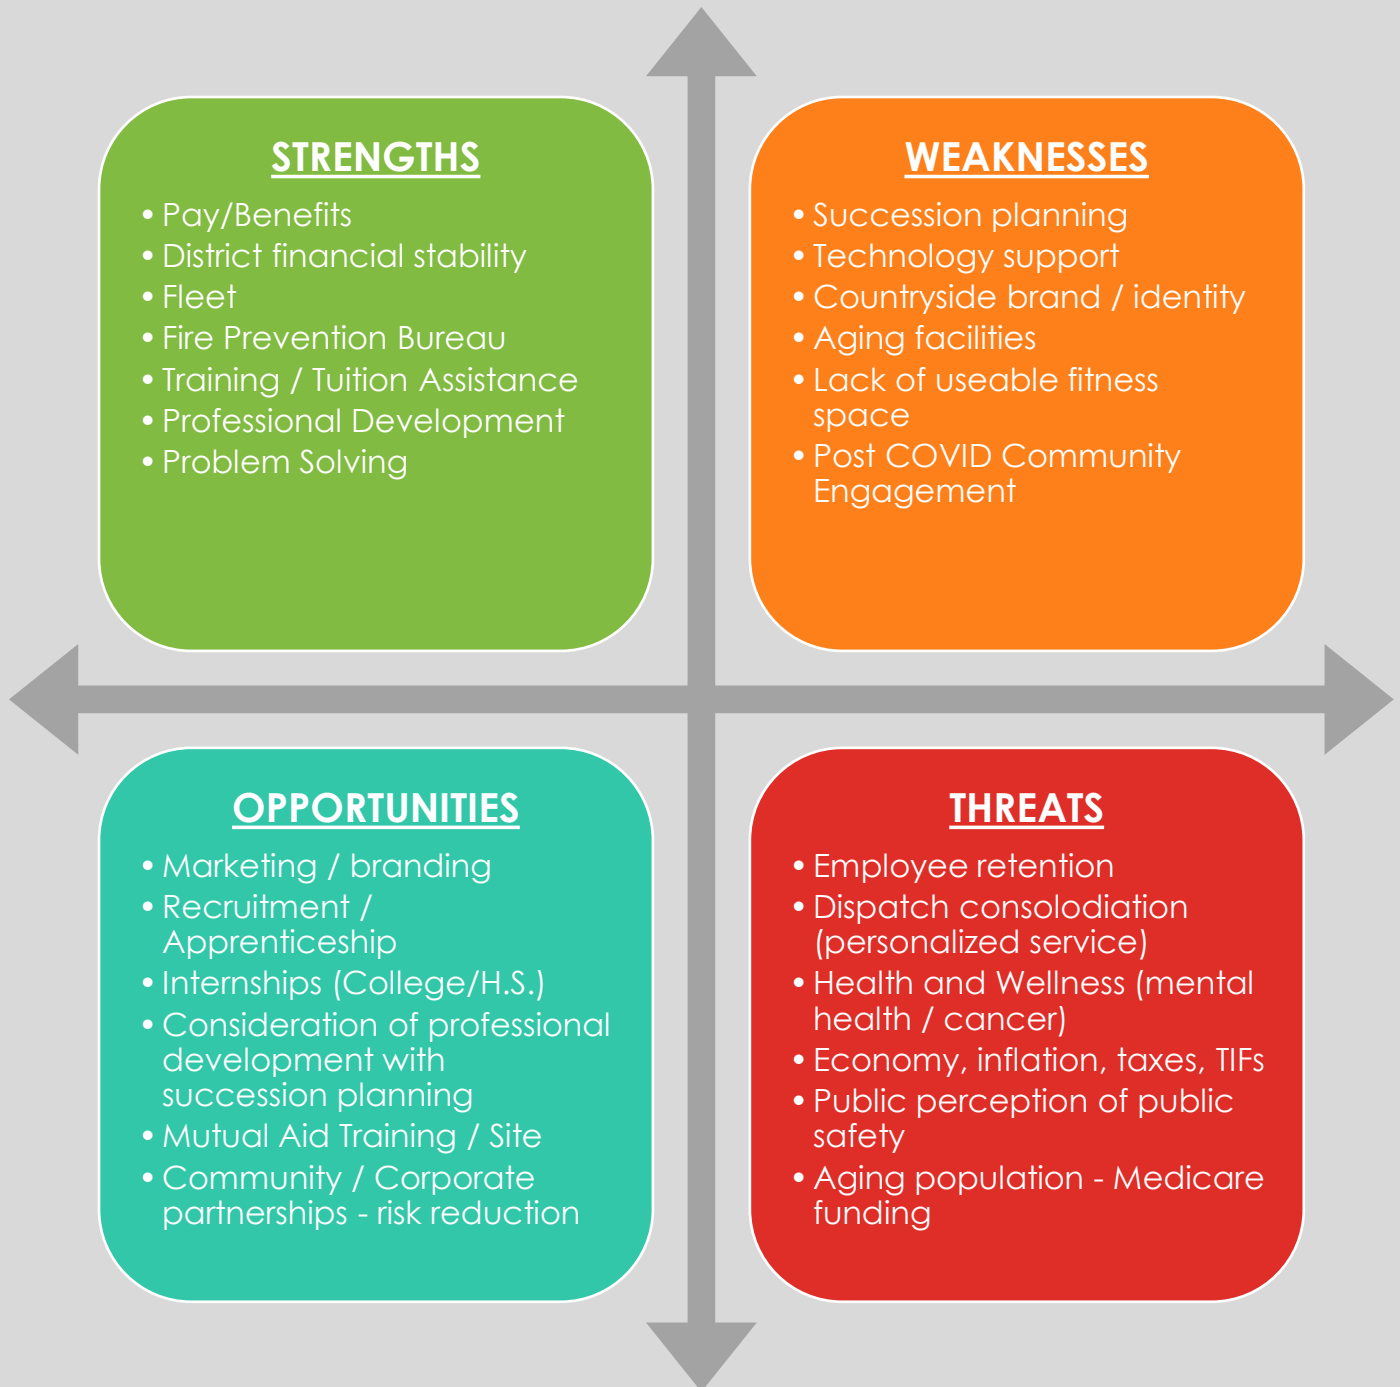 STRENGTHS
• Pay/Benefits
• District financial stability
• Fleet
• Fire Prevention Bureau
• Training / Tuition Assistance
• Professional Development
• Problem Solving
WEAKNESSES
• Succession planning
• Technology support
• Countryside brand / identity
• Aging facilities
• Lack of useable fitness
space
• Post COVID Community
Engagement
OPPORTUNITIES
• Marketing / branding
• Recruitment /
Apprenticeship
• Internships (College/H.S.)
• Consideration of professional
development with
succession planning
• Mutual Aid Training / Site
• Community / Corporate
partnerships - risk reduction
THREATS
• Employee retention
• Dispatch consolodiation
(personalized service)
• Health and Wellness (mental
health / cancer)
• Economy, inflation, taxes, TIFs
• Public perception of public
safety
• Aging population - Medicare
funding